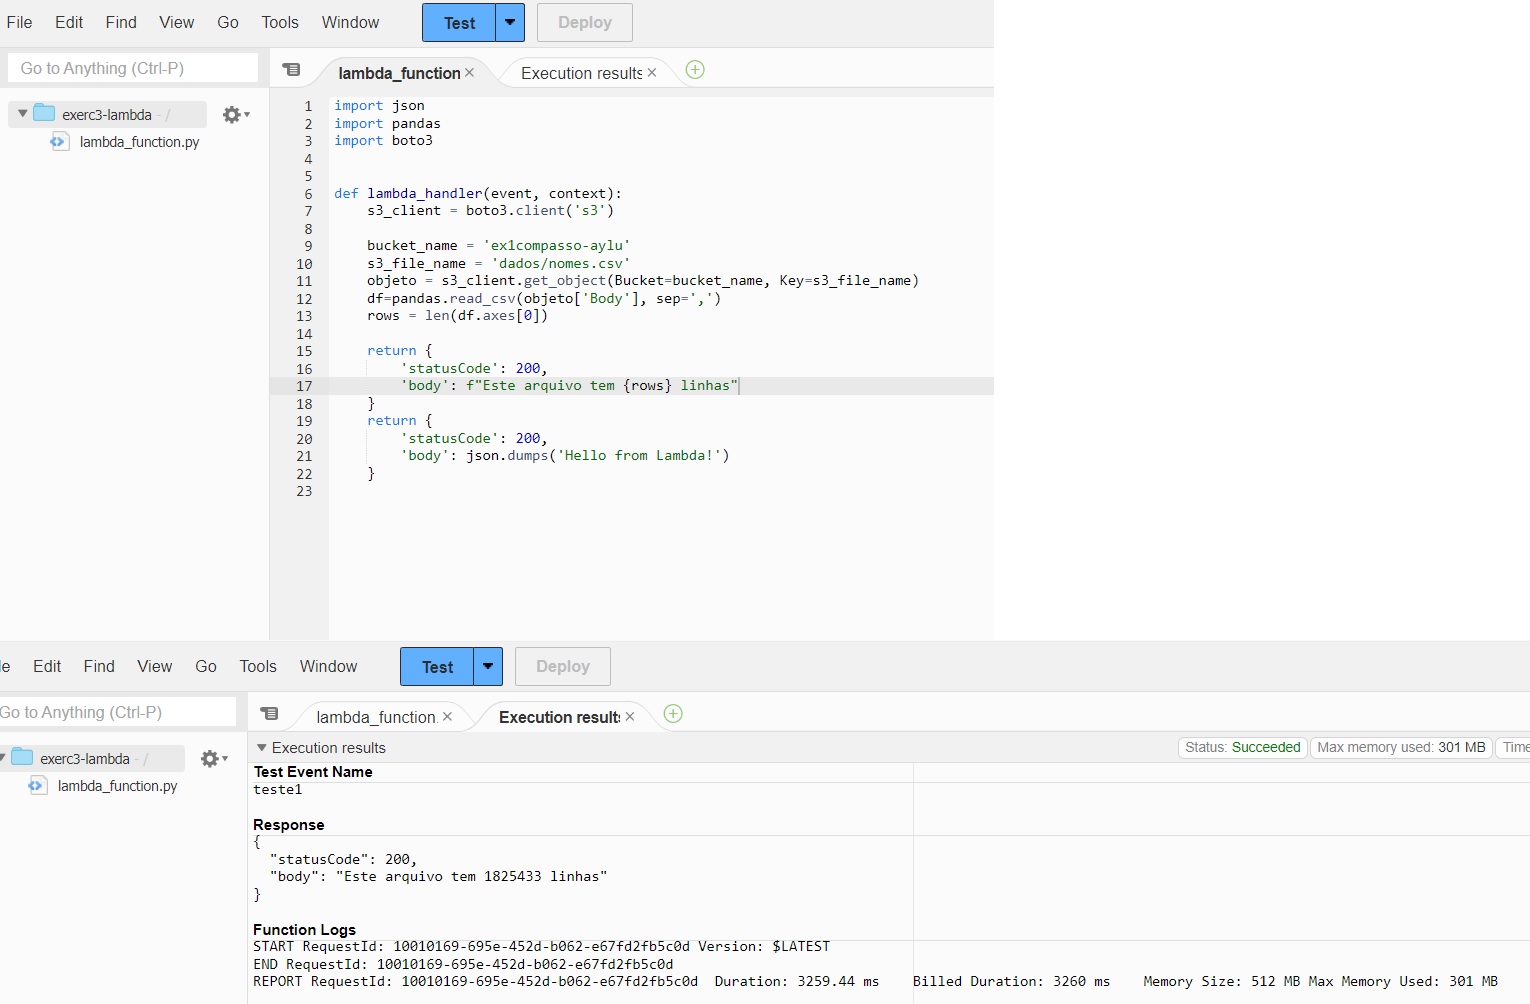 File Edit Find View Go Tools Window Test Deploy
Go to Anything (Ctrl-P) lambda_function × Execution results ×
exerc3-lambda - /
lambda_function.py
1 import json
2 import pandas
3 import boto3
4
5
6 def lambda_handler(event, context):
7 s3_client = boto3.client('s3')
8
9 bucket_name = 'ex1compasso-aylu'
10 s3_file_name = 'dados/nomes.csv'
11 objeto = s3_client.get_object(Bucket=bucket_name, Key=s3_file_name)
12 df=pandas.read_csv(objeto['Body'], sep=',')
13 rows = len(df.axes[0])
14
15 return {
16 'statusCode': 200,
17 'body': f"Este arquivo tem {rows} linhas"
18 }
19 return {
20 'statusCode': 200,
21 'body': json.dumps('Hello from Lambda!')
22 }
23
le Edit Find View Go Tools Window Test Deploy
Go to Anything (Ctrl-P) lambda_function. × Execution results ×
exerc3-lambda - /
lambda_function.py
Execution results Status: Succeeded Max memory used: 301 MB Time
Test Event Name
teste1
Response
{
"statusCode": 200,
"body": "Este arquivo tem 1825433 linhas"
}
Function Logs
START RequestId: 10010169-695e-452d-b062-e67fd2fb5c0d Version: $LATEST
END RequestId: 10010169-695e-452d-b062-e67fd2fb5c0d
REPORT RequestId: 10010169-695e-452d-b062-e67fd2fb5c0d Duration: 3259.44 ms Billed Duration: 3260 ms Memory Size: 512 MB Max Memory Used: 301 MB